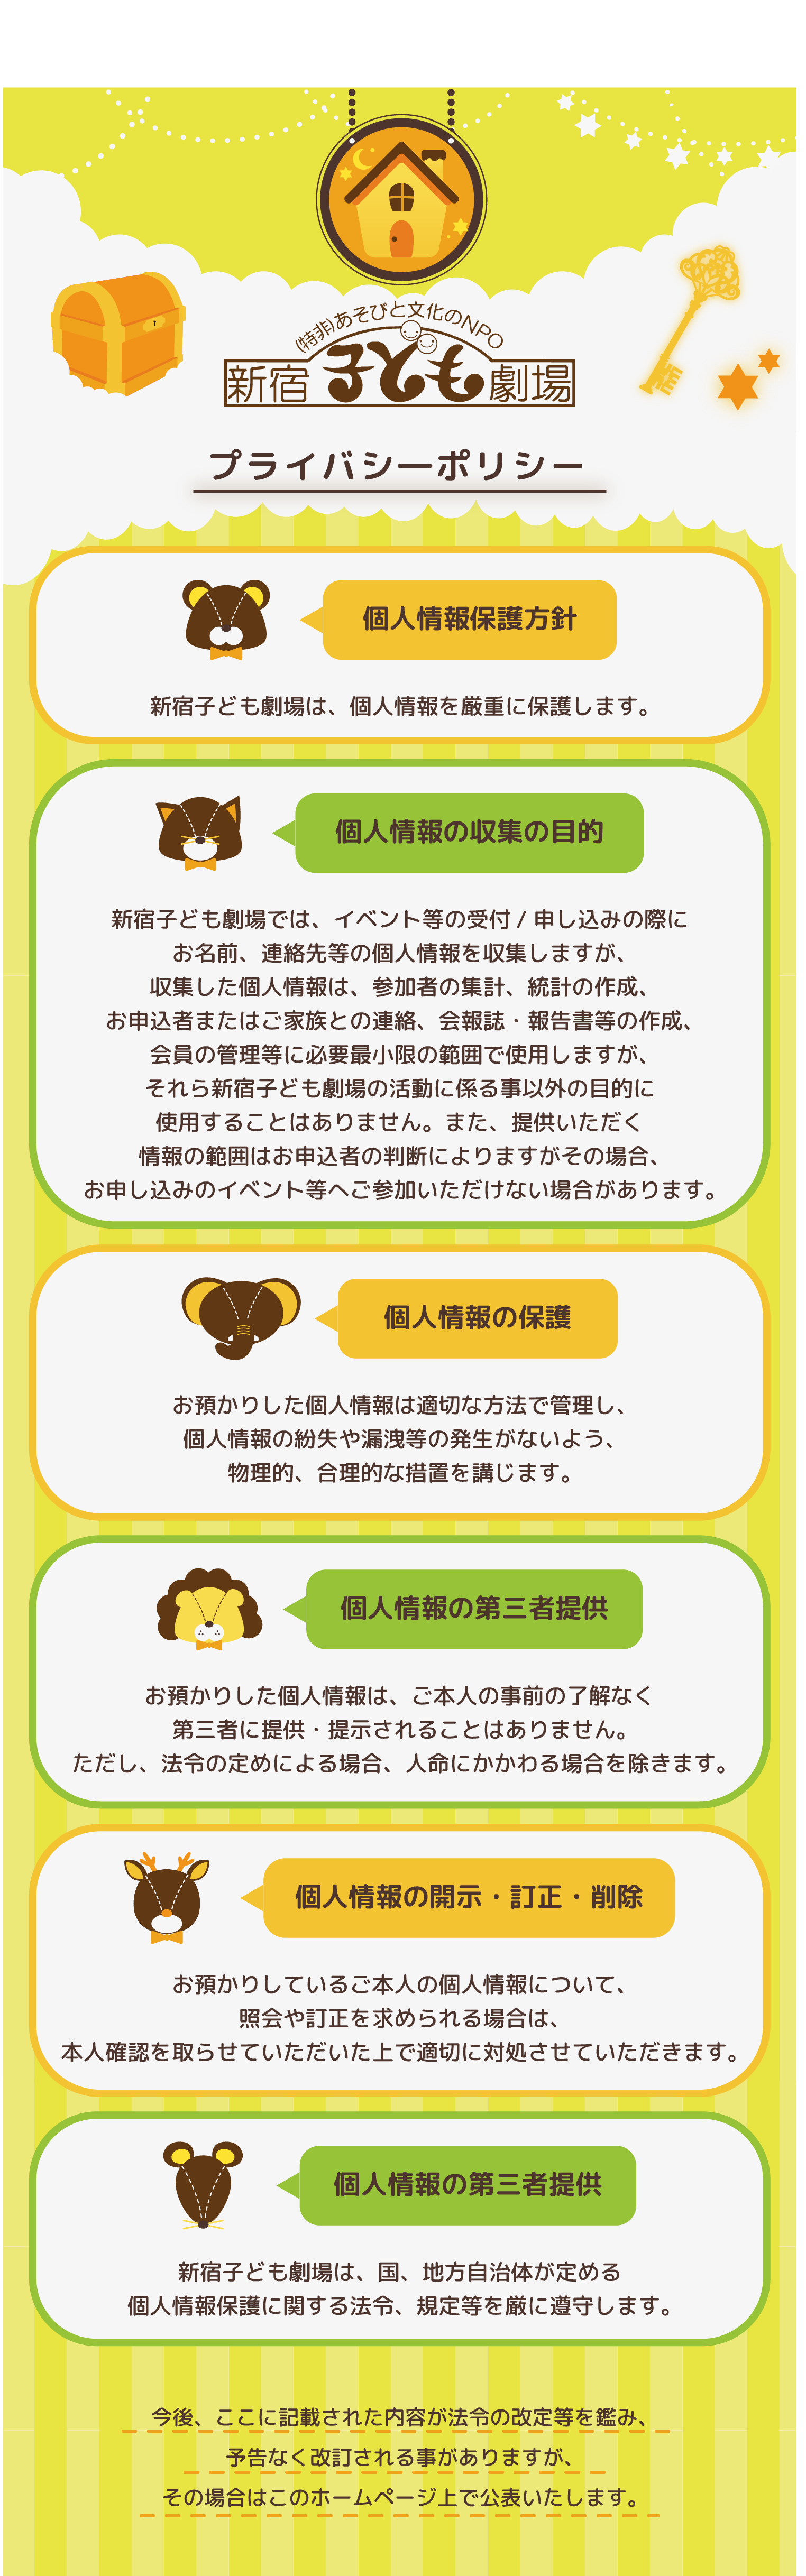 (特非)あそびと文化のNPO
新宿子ども劇場
プライバシーポリシー
個人情報保護方針
新宿子ども劇場は、個人情報を厳重に保護します。
個人情報の収集の目的
新宿子ども劇場では、イベント等の受付 / 申し込みの際に
お名前、連絡先等の個人情報を収集しますが、
収集した個人情報は、参加者の集計、統計の作成、
お申込者またはご家族との連絡、会報誌・報告書等の作成、
会員の管理等に必要最小限の範囲で使用しますが、
それら新宿子ども劇場の活動に係る事以外の目的に
使用することはありません。また、提供いただく
情報の範囲はお申込者の判断によりますがその場合、
お申し込みのイベント等へご参加いただけない場合があります。
個人情報の保護
お預かりした個人情報は適切な方法で管理し、
個人情報の紛失や漏洩等の発生がないよう、
物理的、合理的な措置を講じます。
個人情報の第三者提供
お預かりした個人情報は、ご本人の事前の了解なく
第三者に提供・提示されることはありません。
ただし、法令の定めによる場合、人命にかかわる場合を除きます。
個人情報の開示・訂正・削除
お預かりしているご本人の個人情報について、
照会や訂正を求められる場合は、
本人確認を取らせていただいた上で適切に対処させていただきます。
個人情報の第三者提供
新宿子ども劇場は、国、地方自治体が定める
個人情報保護に関する法令、規定等を厳に遵守します。
今後、ここに記載された内容が法令の改定等を鑑み、
予告なく改訂される事がありますが、
その場合はこのホームページ上で公表いたします。